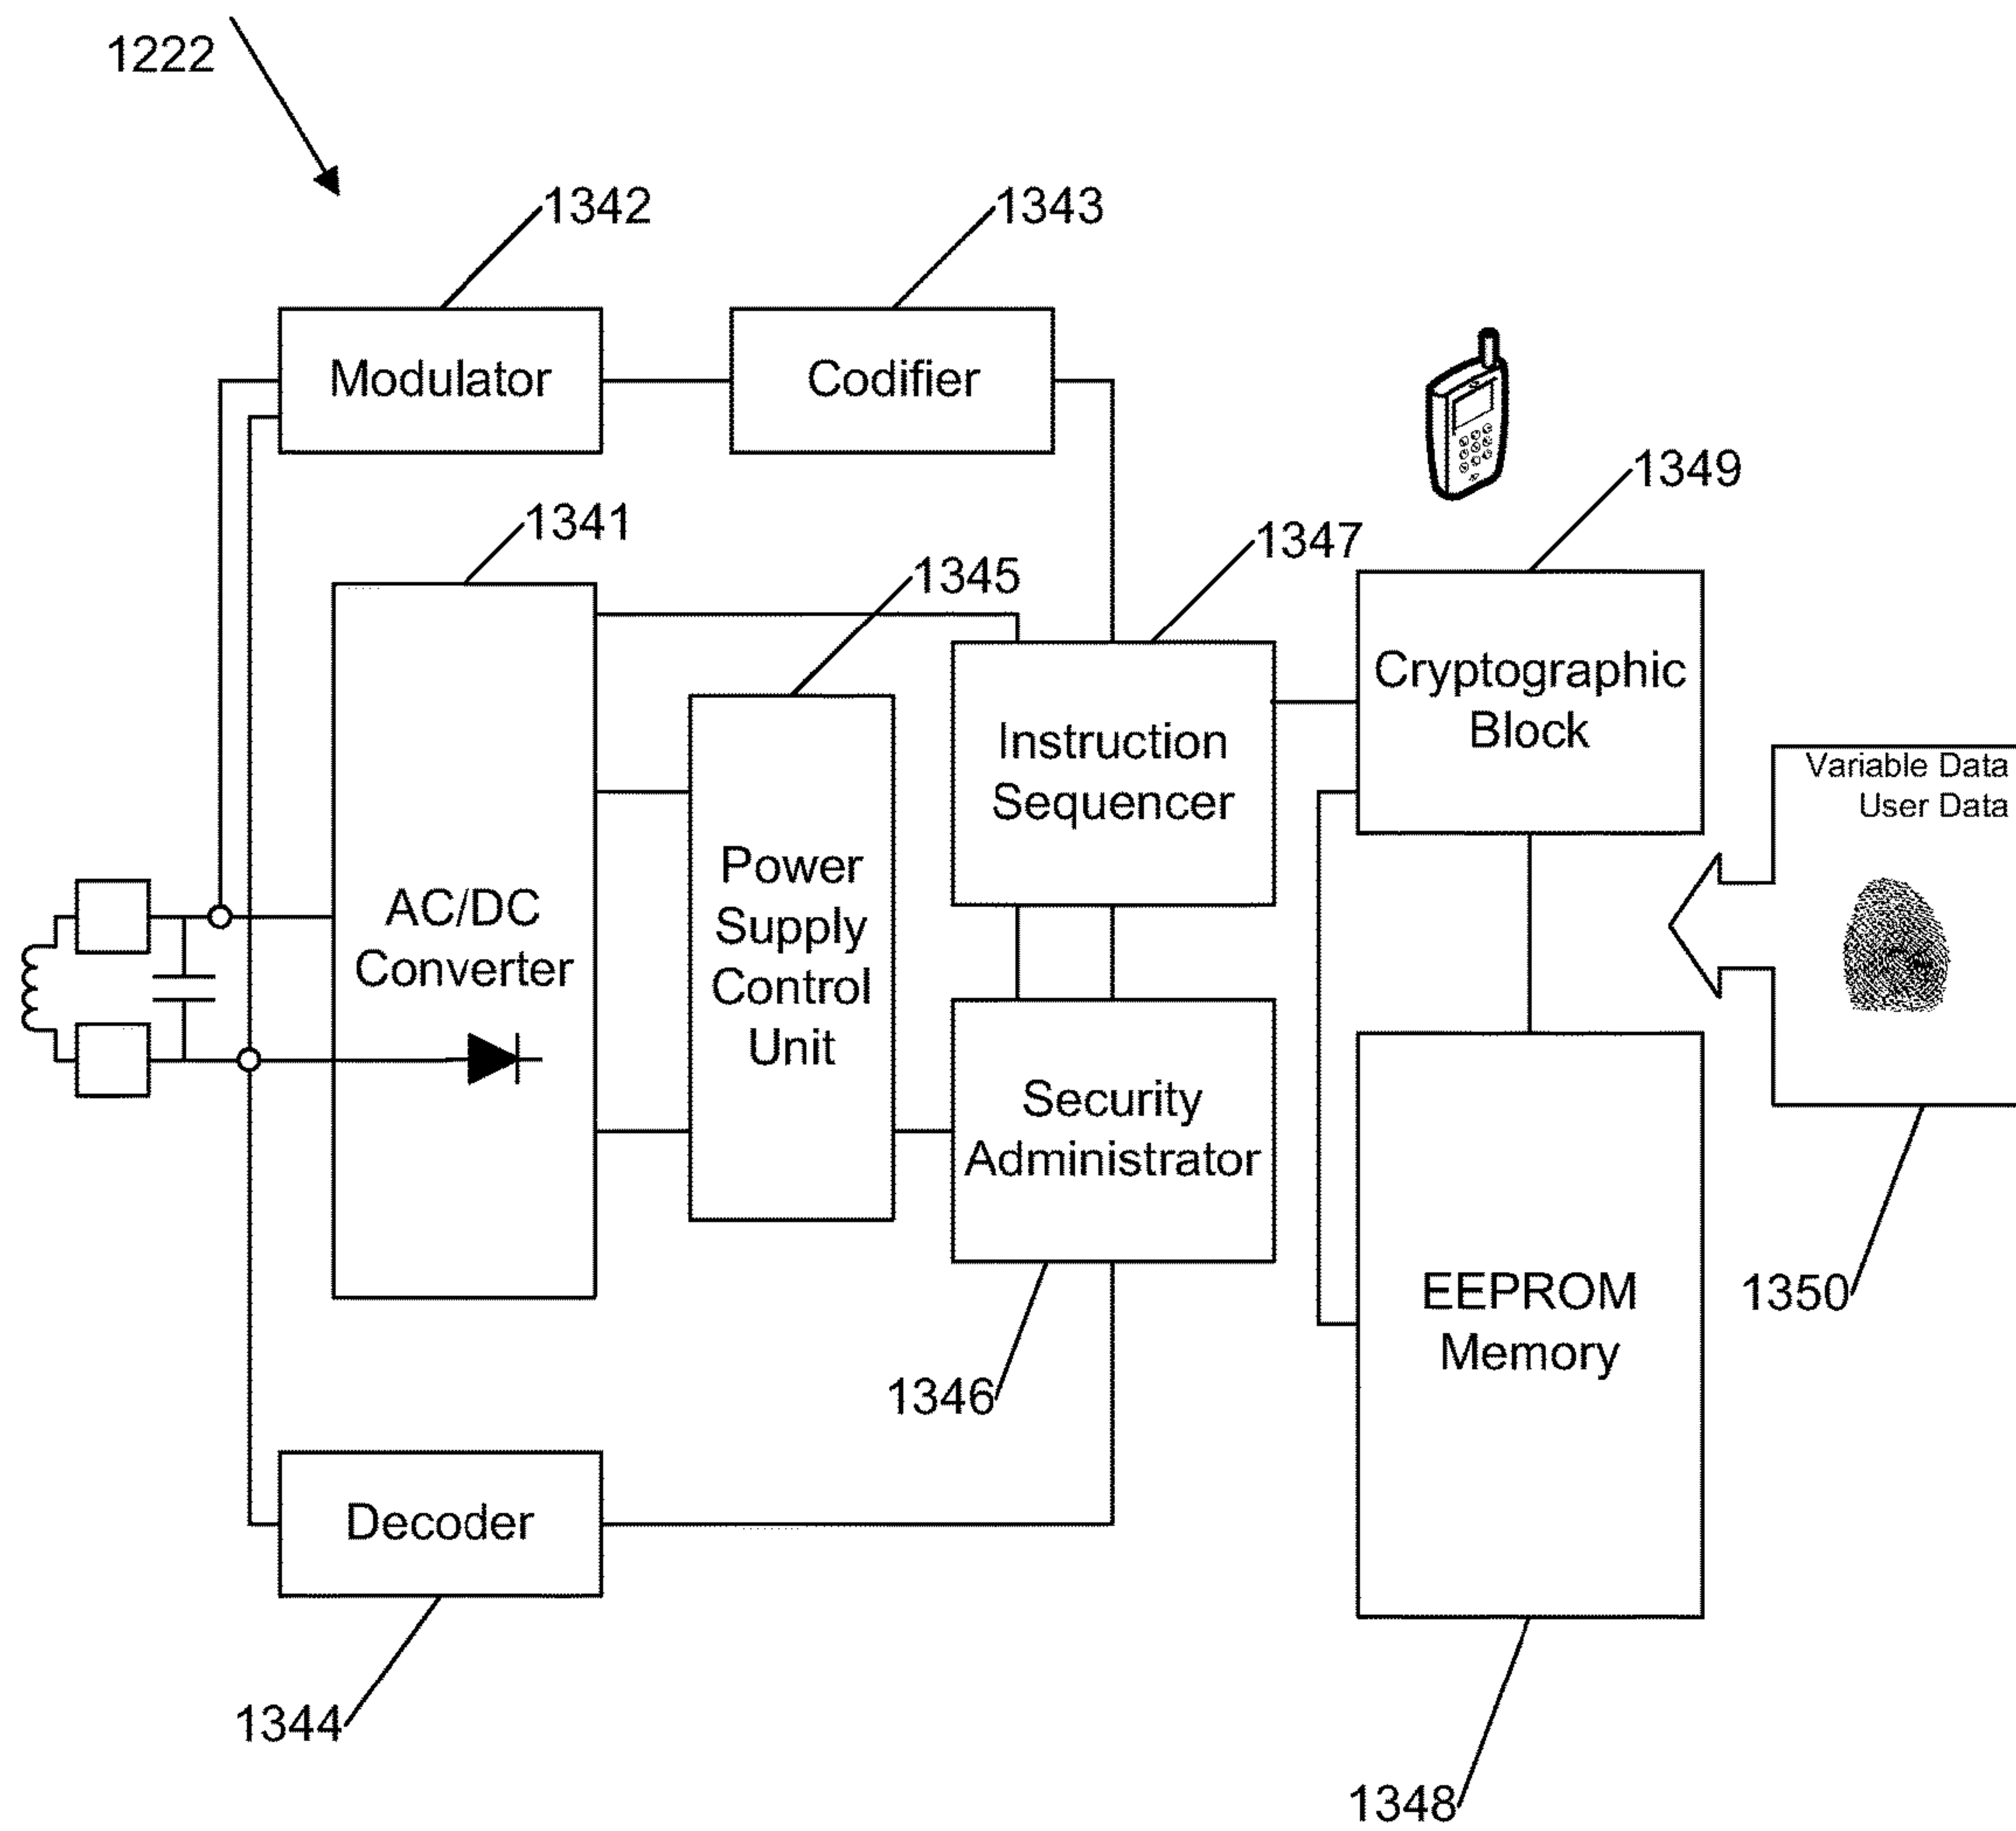 1222
1342
1343
Modulator
Codifier
1349
1341
1347
1345
Cryptographic
Block
Instruction
Sequencer
Variable Data
User Data
Power
Supply
Control
Unit
AC/DC
Converter
Security
Administrator
EEPROM
Memory
1350
1346
Decoder
1344
1348